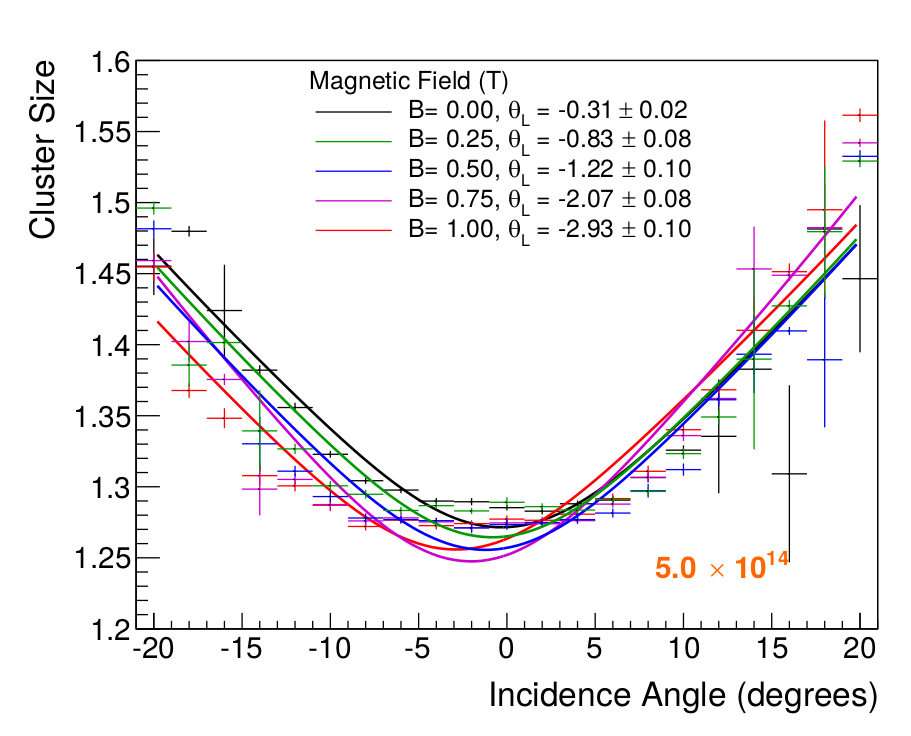 Magnetic Field (T)
B= 0.00, θL = -0.31 ± 0.02
B= 0.25, θL = -0.83 ± 0.08
B= 0.50, θL = -1.22 ± 0.10
B= 0.75, θL = -2.07 ± 0.08
B= 1.00, θL = -2.93 ± 0.10
Cluster Size
1.6
1.55
1.5
1.45
1.4
1.35
1.3
1.25
1.2
5.0 × 10^14
-20 -15 -10 -5 0 5 10 15 20
Incidence Angle (degrees)